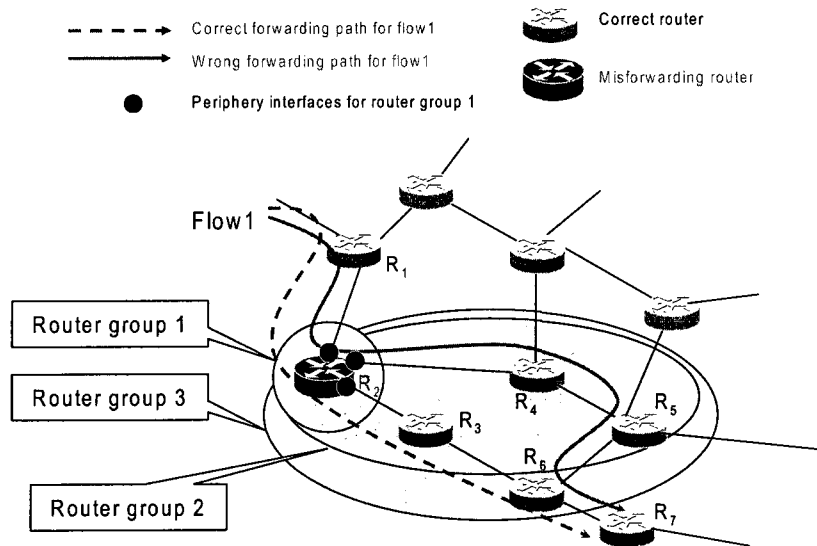 Correct forwarding path for flow1
Wrong forwarding path for flow1
Periphery interfaces for router group 1
Correct router
Misforwarding router
Flow1
R1
Router group 1
R2
Router group 3
R4
R5
R3
R6
Router group 2
R7